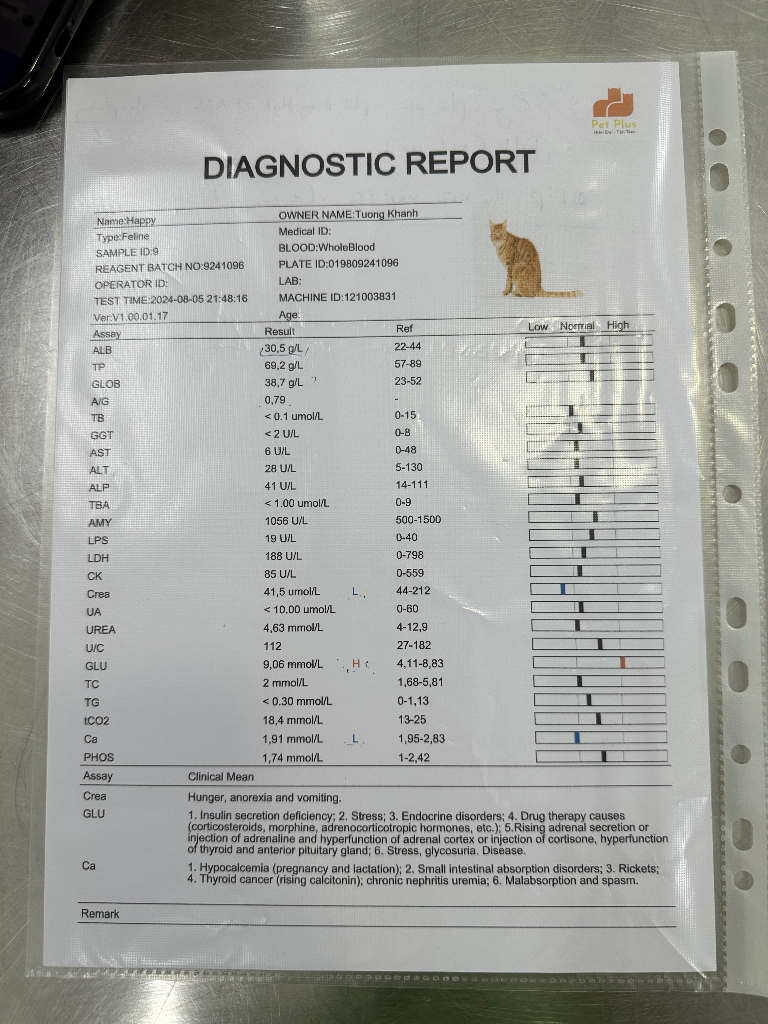 Pet Plus
DIAGNOSTIC REPORT
Name:Happy OWNER NAME:Tuong Khanh
Type:Feline Medical ID:
SAMPLE ID:9 BLOOD:WholeBlood
REAGENT BATCH NO:9241096 PLATE ID:019809241096
OPERATOR ID: LAB:
TEST TIME:2024-08-05 21:48:16 MACHINE ID:121003831
Ver:V1.00.01.17 Age:
Assay Result Ref Low Normal High
ALB 30,5 g/L 22-44
TP 69,2 g/L 57-89
GLOB 38,7 g/L 23-52
A/G 0,79 -
TB < 0.1 umol/L 0-15
GGT < 2 U/L 0-8
AST 6 U/L 0-48
ALT 28 U/L 5-130
ALP 41 U/L 14-111
TBA < 1.00 umol/L 0-9
AMY 1056 U/L 500-1500
LPS 19 U/L 0-40
LDH 188 U/L 0-798
CK 85 U/L 0-559
Crea 41,5 umol/L L 44-212
UA < 10.00 umol/L 0-60
UREA 4,63 mmol/L 4-12,9
U/C 112 27-182
GLU 9,06 mmol/L H 4,11-8,83
TC 2 mmol/L 1,68-5,81
TG < 0.30 mmol/L 0-1,13
tCO2 18,4 mmol/L 13-25
Ca 1,91 mmol/L L 1,95-2,83
PHOS 1,74 mmol/L 1-2,42
Assay Clinical Mean
Crea Hunger, anorexia and vomiting.
GLU 1. Insulin secretion deficiency; 2. Stress; 3. Endocrine disorders; 4. Drug therapy causes
(corticosteroids, morphine, adrenocorticotropic hormones, etc.); 5.Rising adrenal secretion or
injection of adrenaline and hyperfunction of adrenal cortex or injection of cortisone, hyperfunction
of thyroid and anterior pituitary gland; 6. Stress, glycosuria. Disease.
Ca 1. Hypocalcemia (pregnancy and lactation); 2. Small intestinal absorption disorders; 3. Rickets;
4. Thyroid cancer (rising calcitonin); chronic nephritis uremia; 6. Malabsorption and spasm.
Remark